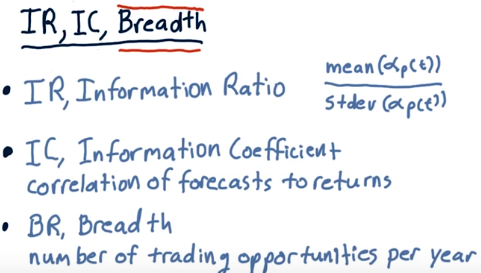 IR, IC, Breadth
• IR, Information Ratio
mean(αp(t))
stdev(αp(t))
• IC, Information Coefficient
correlation of forecasts to returns
• BR, Breadth
number of trading opportunities per year